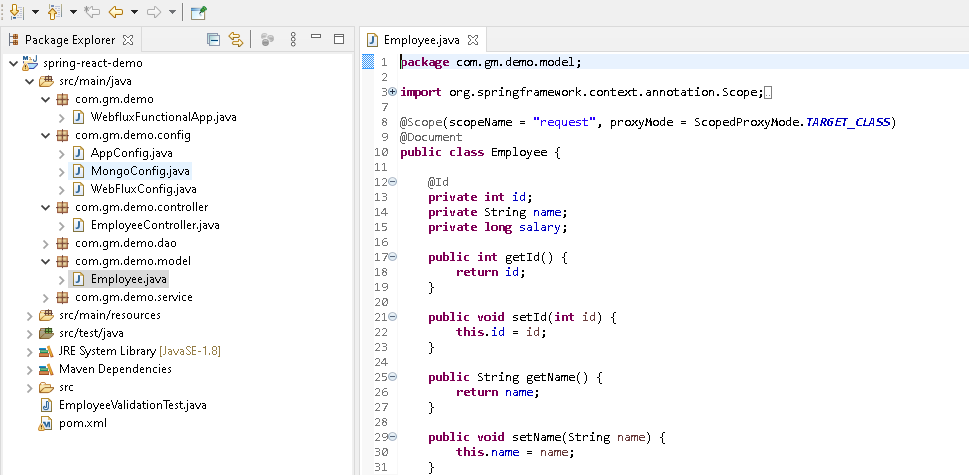 Package Explorer
spring-react-demo
src/main/java
com.gm.demo
WebfluxFunctionalApp.java
com.gm.demo.config
AppConfig.java
MongoConfig.java
WebFluxConfig.java
com.gm.demo.controller
EmployeeController.java
com.gm.demo.dao
com.gm.demo.model
Employee.java
com.gm.demo.service
src/main/resources
src/test/java
JRE System Library [JavaSE-1.8]
Maven Dependencies
src
EmployeeValidationTest.java
pom.xml
Employee.java
1 package com.gm.demo.model;
2
3 import org.springframework.context.annotation.Scope;
7
8 @Scope(scopeName = "request", proxyMode = ScopedProxyMode.TARGET_CLASS)
9 @Document
10 public class Employee {
11
12 @Id
13 private int id;
14 private String name;
15 private long salary;
16
17 public int getId() {
18 return id;
19 }
20
21 public void setId(int id) {
22 this.id = id;
23 }
24
25 public String getName() {
26 return name;
27 }
28
29 public void setName(String name) {
30 this.name = name;
31 }